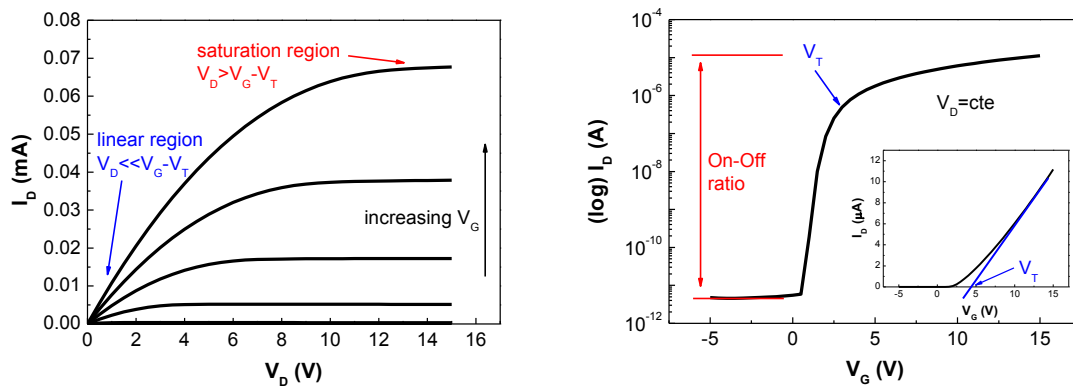 0.08
0.07
0.06
0.05
0.04
0.03
0.02
0.01
0.00
I_D (mA)
saturation region
V_D>V_G-V_T
linear region
V_D<<V_G-V_T
increasing V_G
0 2 4 6 8 10 12 14 16
V_D (V)
10^-4
10^-6
10^-8
10^-10
10^-12
(log) I_D (A)
V_T
V_D=cte
On-Off
ratio
-5 0 5 10 15
V_G (V)
12
10
8
6
4
2
0
I_D (µA)
V_T
-5 0 5 10 15
V_G (V)